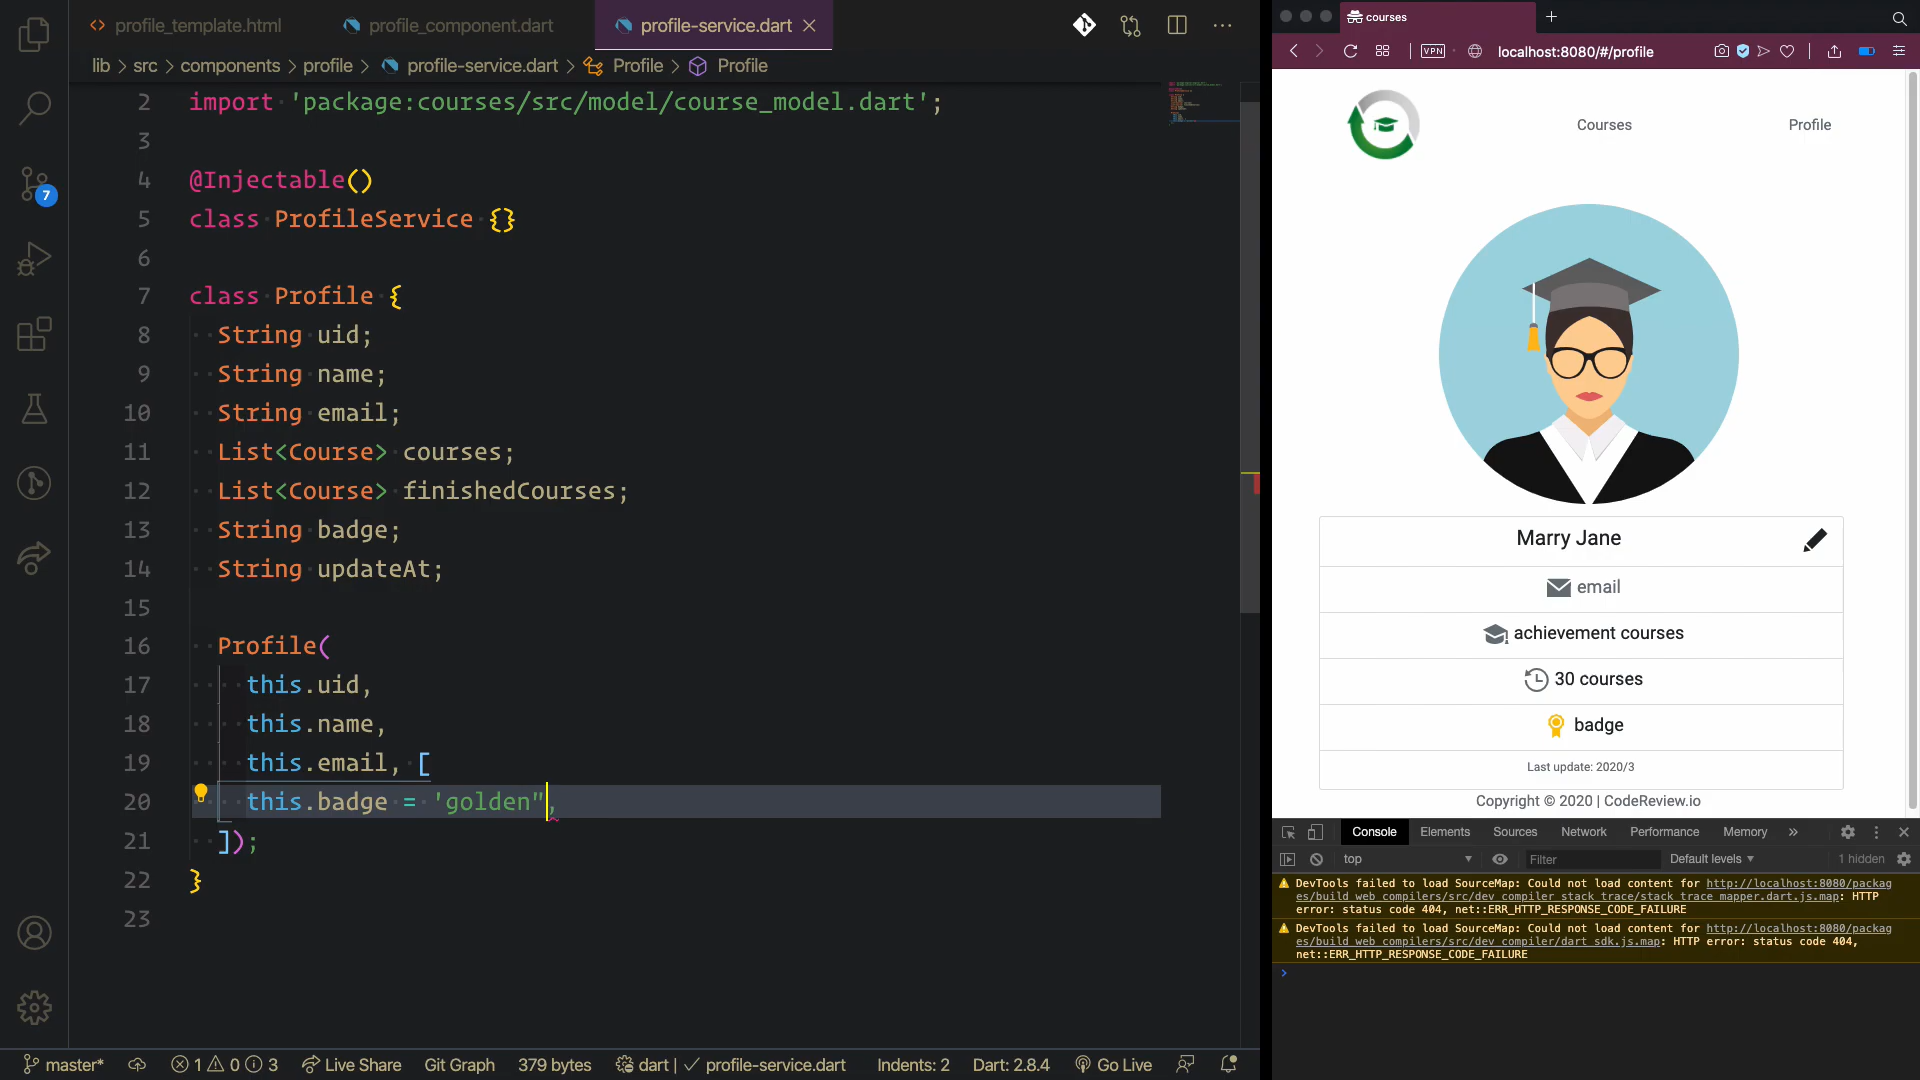 profile_template.html
profile_component.dart
profile-service.dart
lib > src > components > profile > profile-service.dart > Profile > Profile
2 import 'package:courses/src/model/course_model.dart';
3
4 @Injectable()
5 class ProfileService {}
6
7 class Profile {
8 String uid;
9 String name;
10 String email;
11 List<Course> courses;
12 List<Course> finishedCourses;
13 String badge;
14 String updateAt;
15
16 Profile(
17 this.uid,
18 this.name,
19 this.email, [
20 this.badge = 'golden",
21 ]);
22 }
23
7
master* 1 0 3 Live Share Git Graph 379 bytes dart | ✓ profile-service.dart Indents: 2 Dart: 2.8.4 Go Live
courses
VPN localhost:8080/#/profile
Courses Profile
Marry Jane
email
achievement courses
30 courses
badge
Last update: 2020/3
Copyright © 2020 | CodeReview.io
Console Elements Sources Network Performance Memory »
top Filter Default levels 1 hidden
DevTools failed to load SourceMap: Could not load content for http://localhost:8080/packag
es/build_web_compilers/src/dev_compiler_stack_trace/stack_trace_mapper.dart.js.map: HTTP
error: status code 404, net::ERR_HTTP_RESPONSE_CODE_FAILURE
DevTools failed to load SourceMap: Could not load content for http://localhost:8080/packag
es/build_web_compilers/src/dev_compiler/dart_sdk.js.map: HTTP error: status code 404,
net::ERR_HTTP_RESPONSE_CODE_FAILURE